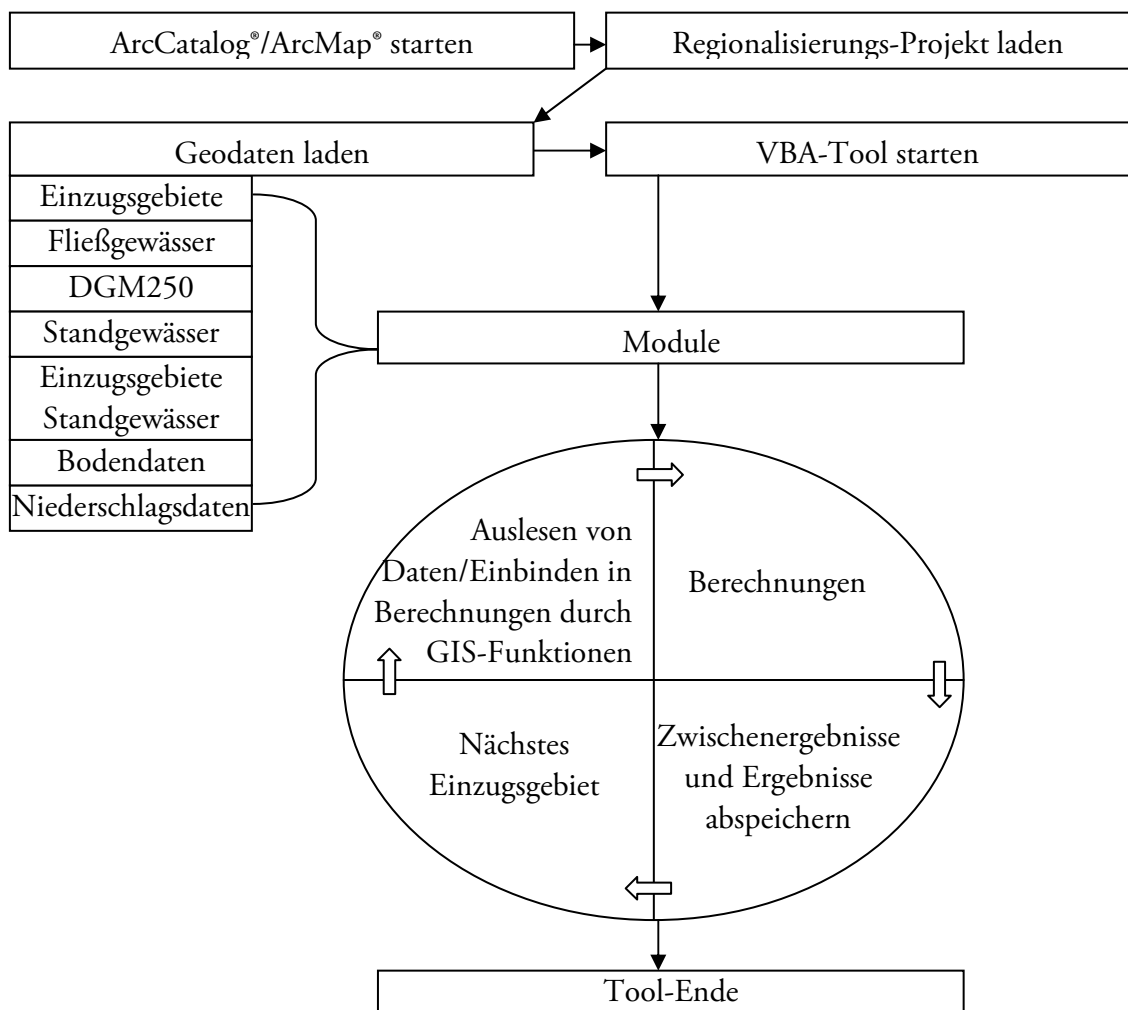 ArcCatalog®/ArcMap® starten
Regionalisierungs-Projekt laden
Geodaten laden
VBA-Tool starten
Einzugsgebiete
Fließgewässer
DGM250
Standgewässer
Einzugsgebiete
Standgewässer
Bodendaten
Niederschlagsdaten
Module
Auslesen von
Daten/Einbinden in
Berechnungen durch
GIS-Funktionen
Berechnungen
Zwischenergebnisse
und Ergebnisse
abspeichern
Nächstes
Einzugsgebiet
Tool-Ende